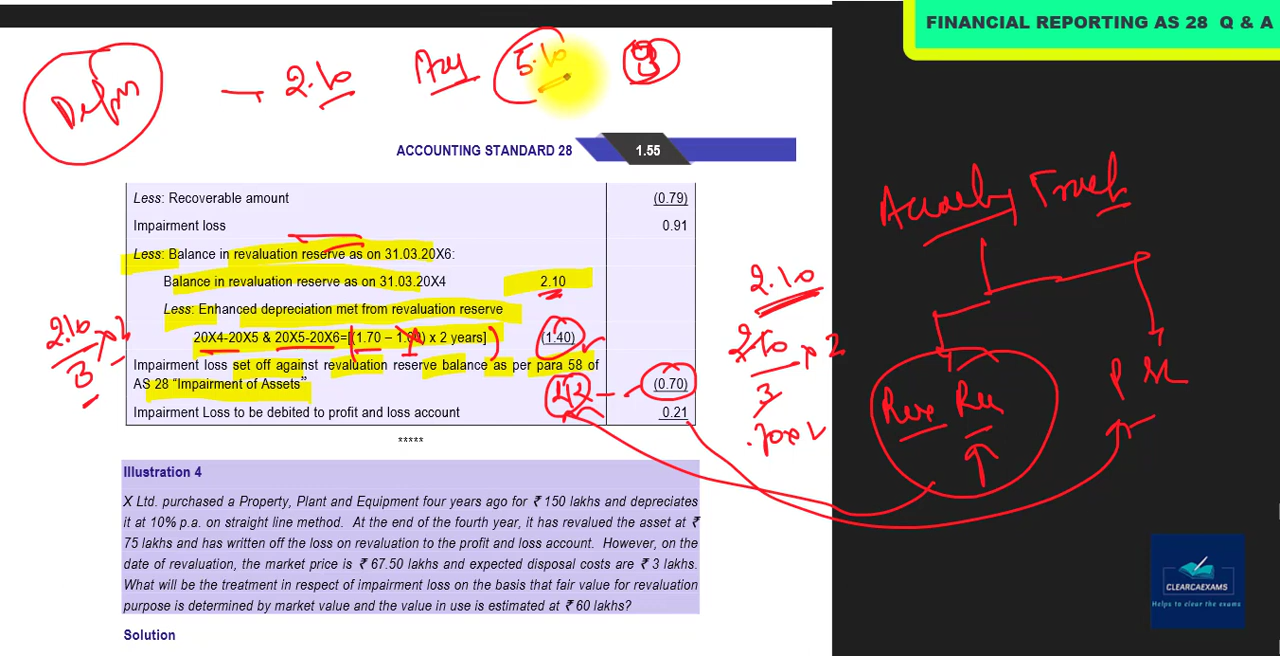 FINANCIAL REPORTING AS 28 Q & A
→ 2.10
5.10
3
ACCOUNTING STANDARD 28 1.55
Less: Recoverable amount (0.79)
Impairment loss 0.91
Less: Balance in revaluation reserve as on 31.03.20X6:
Balance in revaluation reserve as on 31.03.20X4 2.10
Less: Enhanced depreciation met from revaluation reserve
20X4-20X5 & 20X5-20X6=[(1.70 – 1.00) x 2 years] (1.40)
Impairment loss set off against revaluation reserve balance as per para 58 of
AS 28 “Impairment of Assets” (0.70)
Impairment Loss to be debited to profit and loss account 0.21
*****
2.10
3 x 2
2.10
2.10 x 2
3
Illustration 4
X Ltd. purchased a Property, Plant and Equipment four years ago for ₹ 150 lakhs and depreciates
it at 10% p.a. on straight line method. At the end of the fourth year, it has revalued the asset at ₹
75 lakhs and has written off the loss on revaluation to the profit and loss account. However, on the
date of revaluation, the market price is ₹ 67.50 lakhs and expected disposal costs are ₹ 3 lakhs.
What will be the treatment in respect of impairment loss on the basis that fair value for revaluation
purpose is determined by market value and the value in use is estimated at ₹ 60 lakhs?
Solution
CLEARCAEXAMS
Helps to clear the exams